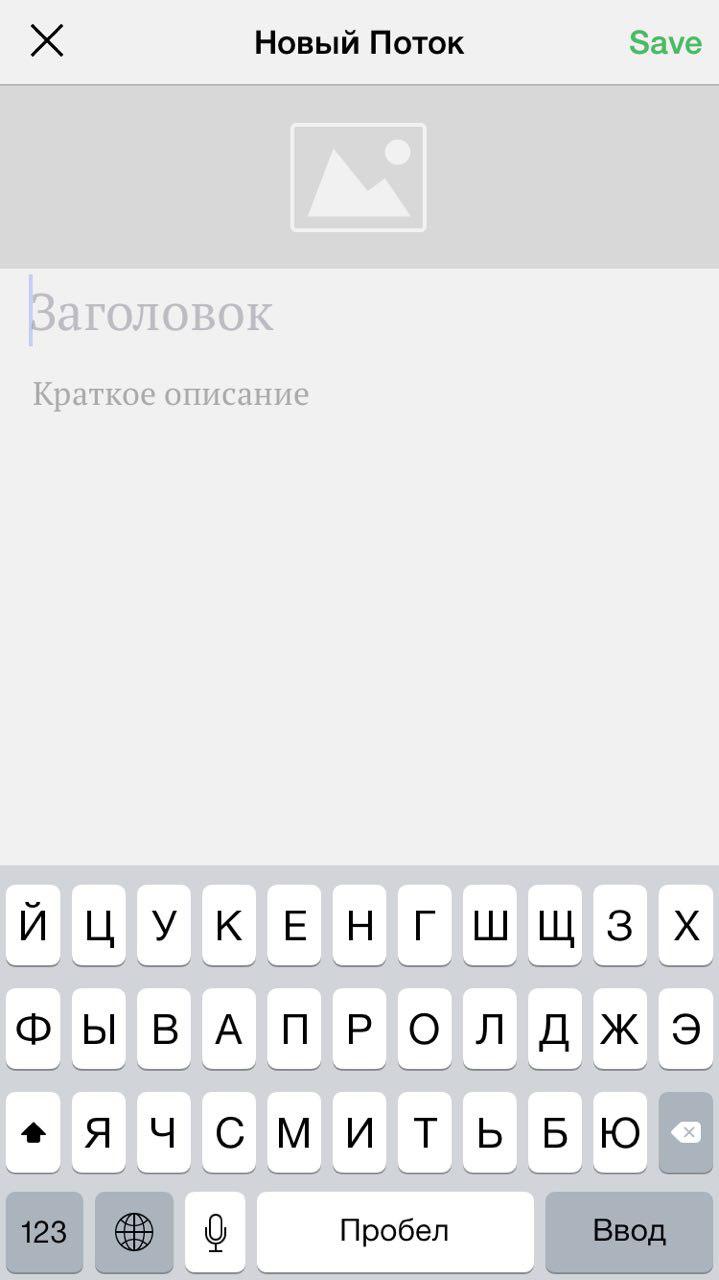 Новый Поток Save
Заголовок
Краткое описание
Й Ц У К Е Н Г Ш Щ З Х
Ф Ы В А П Р О Л Д Ж Э
Я Ч С М И Т Ь Б Ю
123 Пробел Ввод